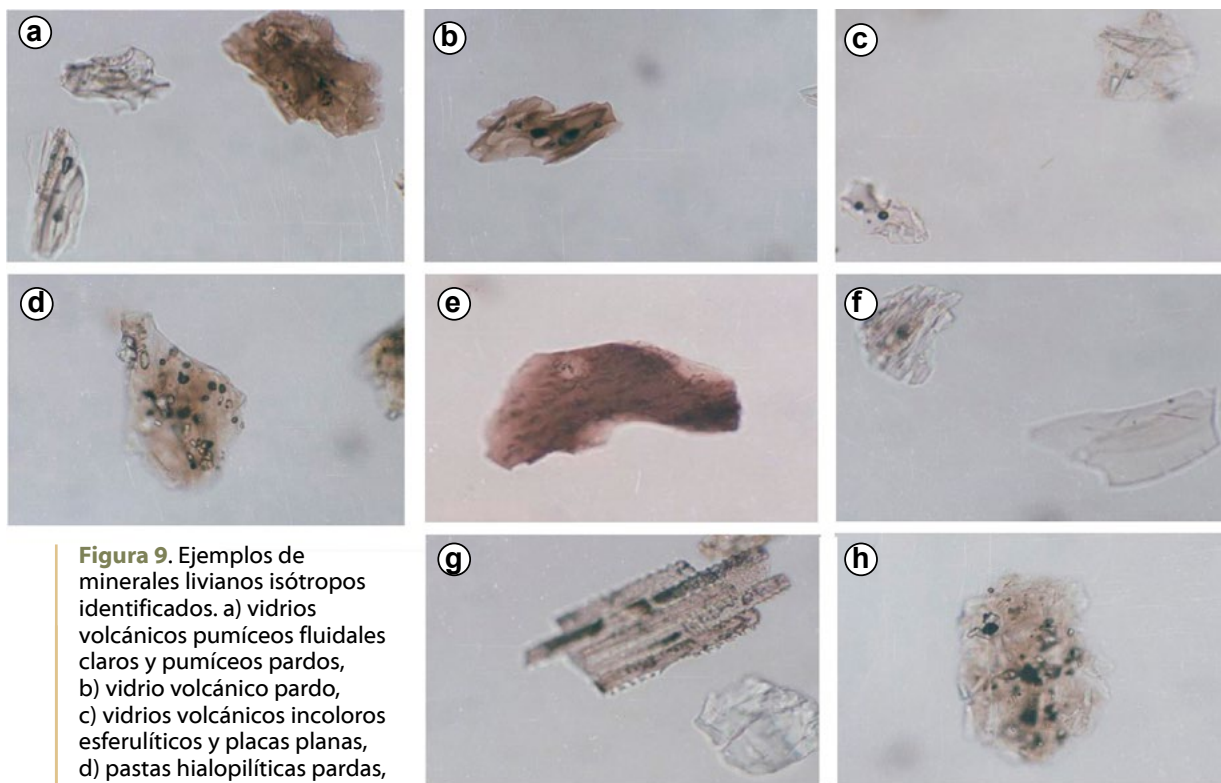 a
b
c
d
e
f
Figura 9. Ejemplos de
minerales livianos isótropos
identificados. a) vidrios
volcánicos pumíceos fluidales
claros y pumíceos pardos,
b) vidrio volcánico pardo,
c) vidrios volcánicos incoloros
esferulíticos y placas planas,
d) pastas hialopilíticas pardas,
g
h